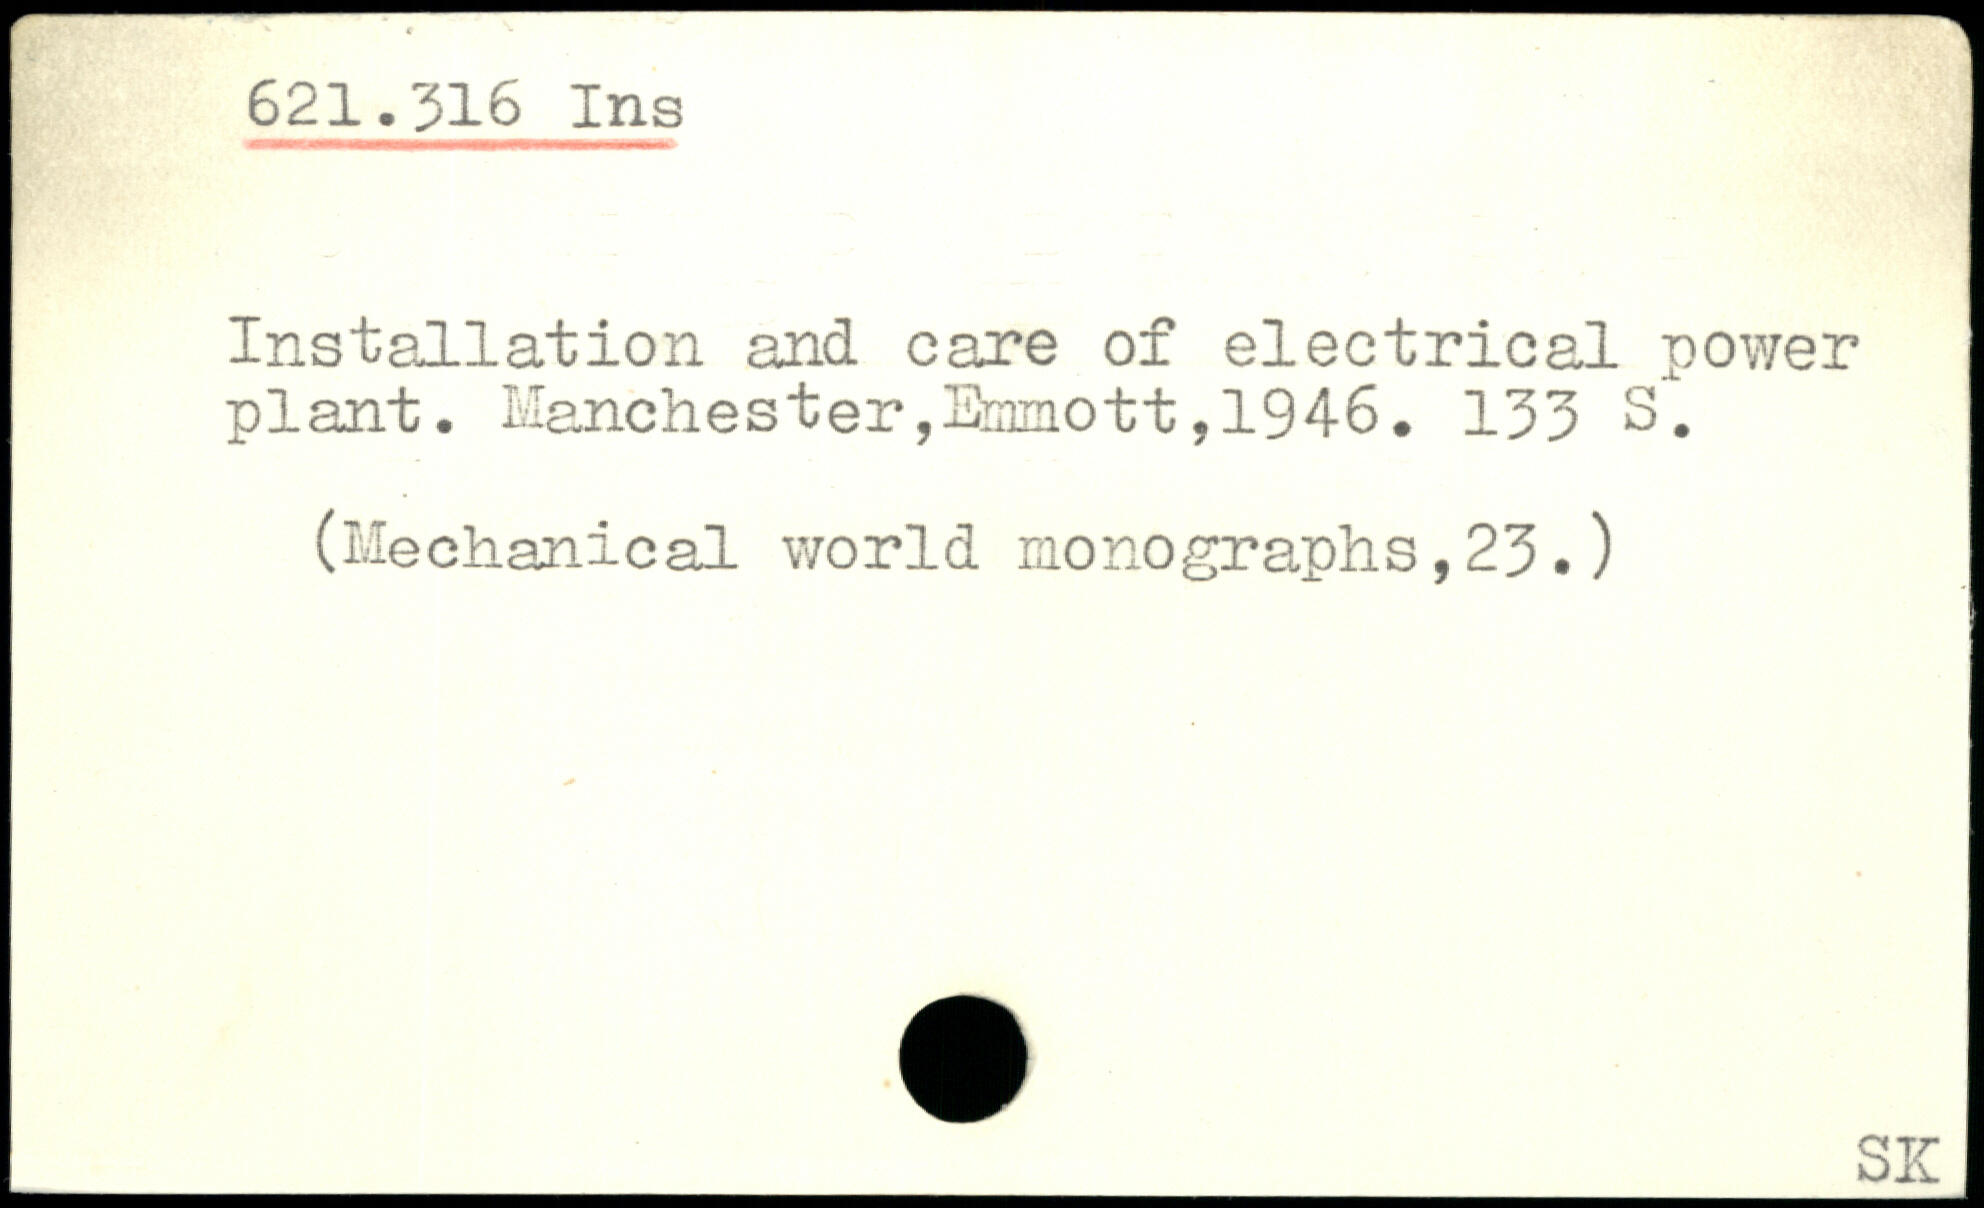 621.316 Ins
Installation and care of electrical power
plant. Manchester,Emmott,1946. 133 S.
(Mechanical world monographs,23.)
SK